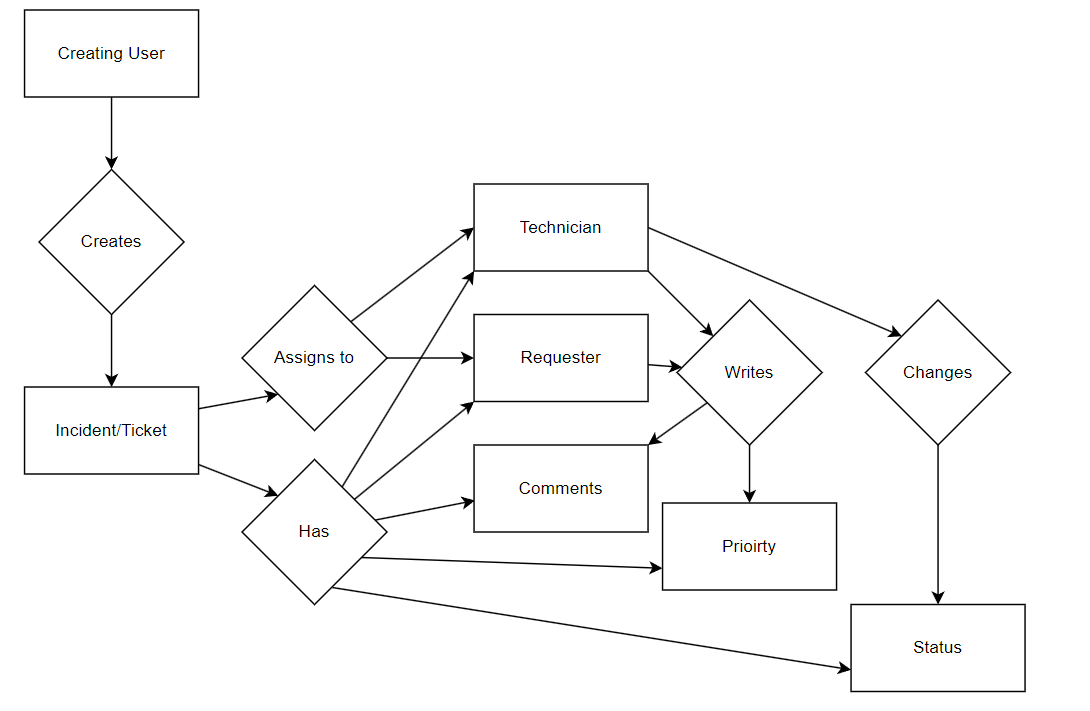 Creating User
Creates
Technician
Assigns to
Requester
Writes
Changes
Incident/Ticket
Comments
Has
Prioirty
Status